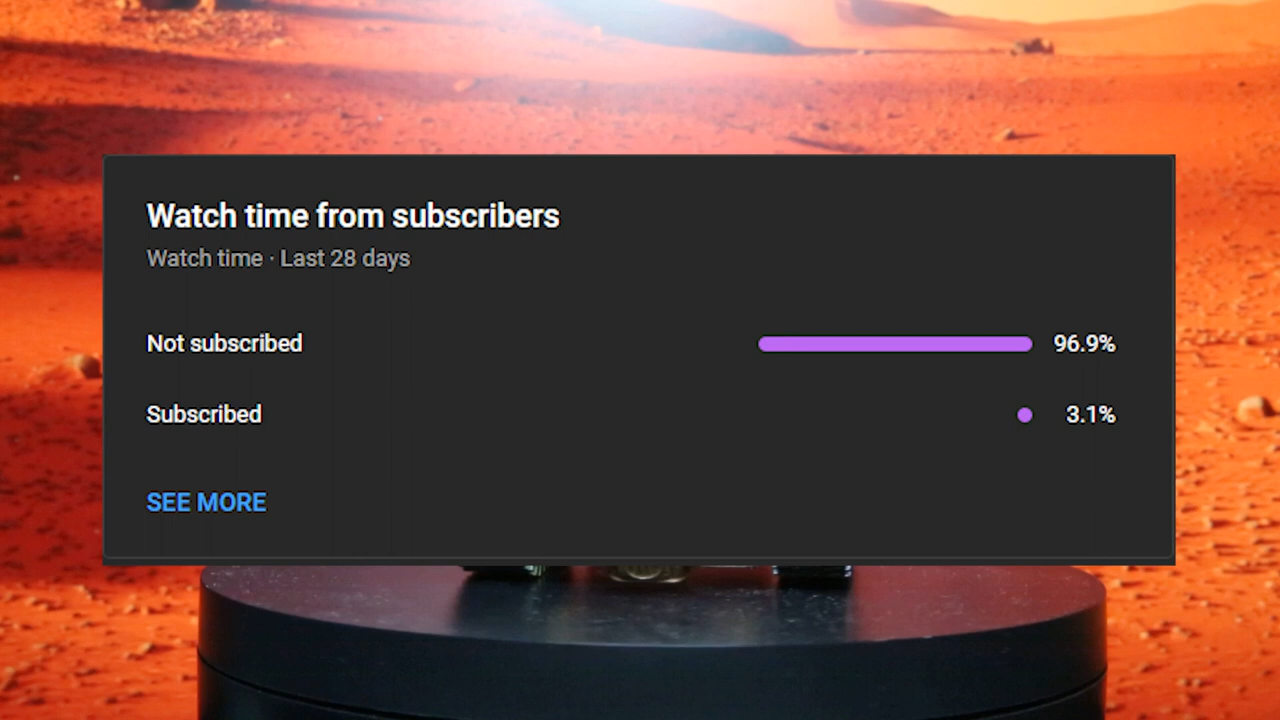 Watch time from subscribers
Watch time · Last 28 days
Not subscribed 96.9%
Subscribed 3.1%
SEE MORE